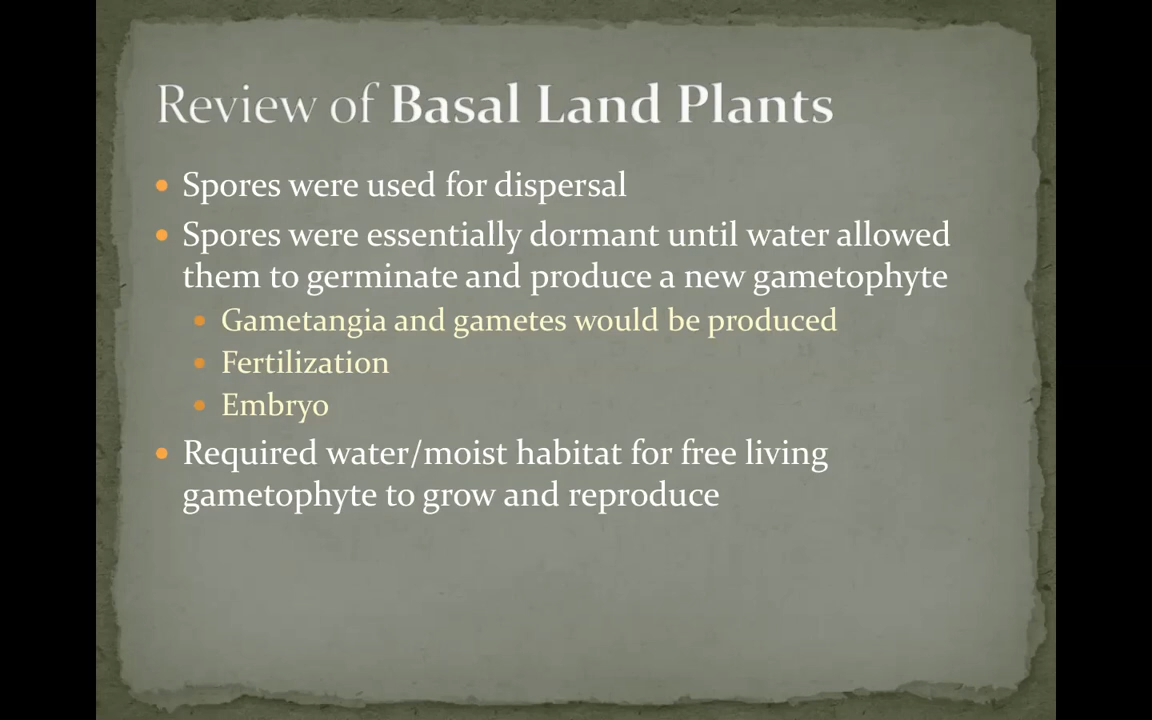 Review of Basal Land Plants
• Spores were used for dispersal
• Spores were essentially dormant until water allowed
them to germinate and produce a new gametophyte
• Gametangia and gametes would be produced
• Fertilization
• Embryo
• Required water/moist habitat for free living
gametophyte to grow and reproduce